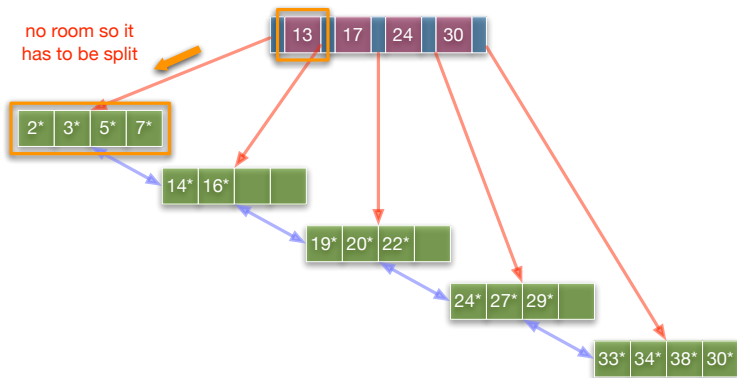 no room so it
has to be split
13 17 24 30
2* 3* 5* 7*
14* 16*
19* 20* 22*
24* 27* 29*
33* 34* 38* 30*